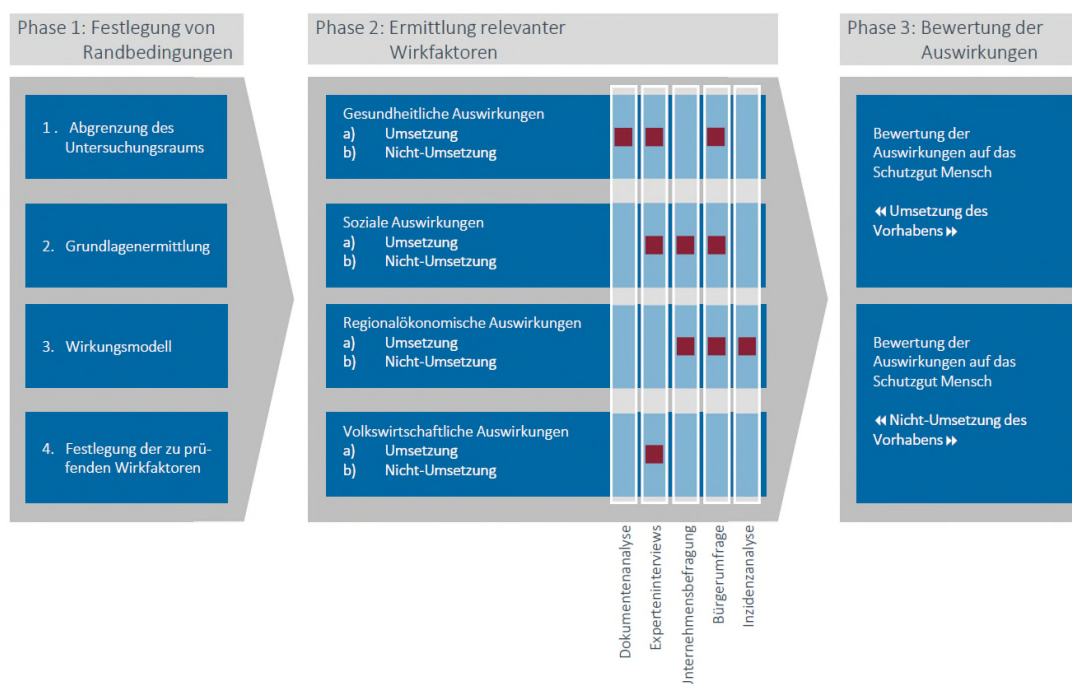 Phase 1: Festlegung von
Randbedingungen
1. Abgrenzung des
Untersuchungsraums
2. Grundlagenermittlung
3. Wirkungsmodell
4. Festlegung der zu prü-
fenden Wirkfaktoren
Phase 2: Ermittlung relevanter
Wirkfaktoren
Gesundheitliche Auswirkungen
a) Umsetzung
b) Nicht-Umsetzung
Soziale Auswirkungen
a) Umsetzung
b) Nicht-Umsetzung
Regionalökonomische Auswirkungen
a) Umsetzung
b) Nicht-Umsetzung
Volkswirtschaftliche Auswirkungen
a) Umsetzung
b) Nicht-Umsetzung
Dokumentenanalyse
Experteninterviews
Unternehmensbefragung
Bürgerumfrage
Inzidenzanalyse
Phase 3: Bewertung der
Auswirkungen
Bewertung der
Auswirkungen auf das
Schutzgut Mensch
⏪Umsetzung des
Vorhabens⏩
Bewertung der
Auswirkungen auf das
Schutzgut Mensch
⏪Nicht-Umsetzung des
Vorhabens⏩